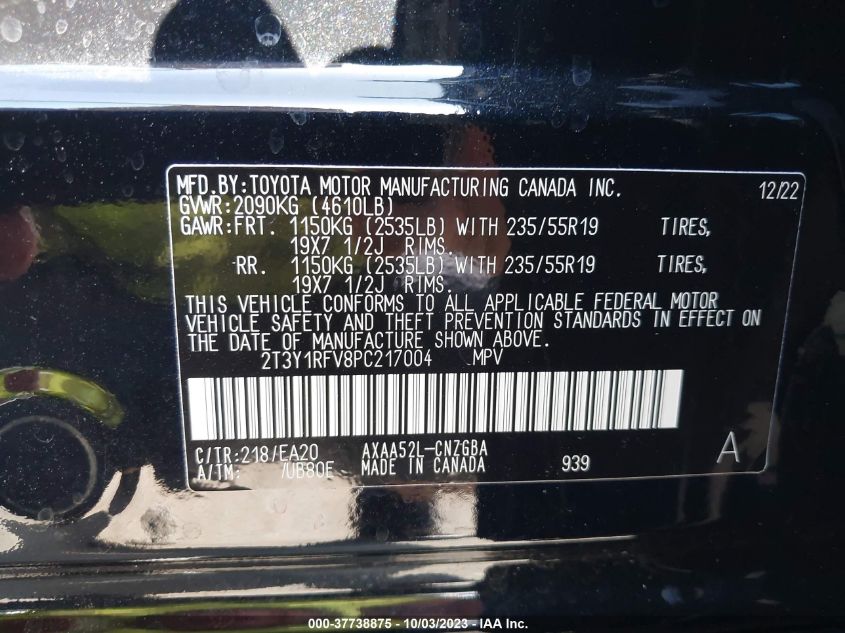 MFD.BY:TOYOTA MOTOR MANUFACTURING CANADA INC. 12/22
GVWR:2090KG (4610LB)
GAWR:FRT. 1150KG (2535LB) WITH 235/55R19 TIRES,
19X7 1/2J RIMS.
RR. 1150KG (2535LB) WITH 235/55R19 TIRES,
19X7 1/2J RIMS.
THIS VEHICLE CONFORMS TO ALL APPLICABLE FEDERAL MOTOR
VEHICLE SAFETY AND THEFT PREVENTION STANDARDS IN EFFECT ON
THE DATE OF MANUFACTURE SHOWN ABOVE.
2T3Y1RFV8PC217004 MPV
C/TR:218/EA20 AXAA52L-CNZGBA
A/TM: /UB80E MADE IN CANADA 939 A
000-37738875 - 10/03/2023 - IAA Inc.